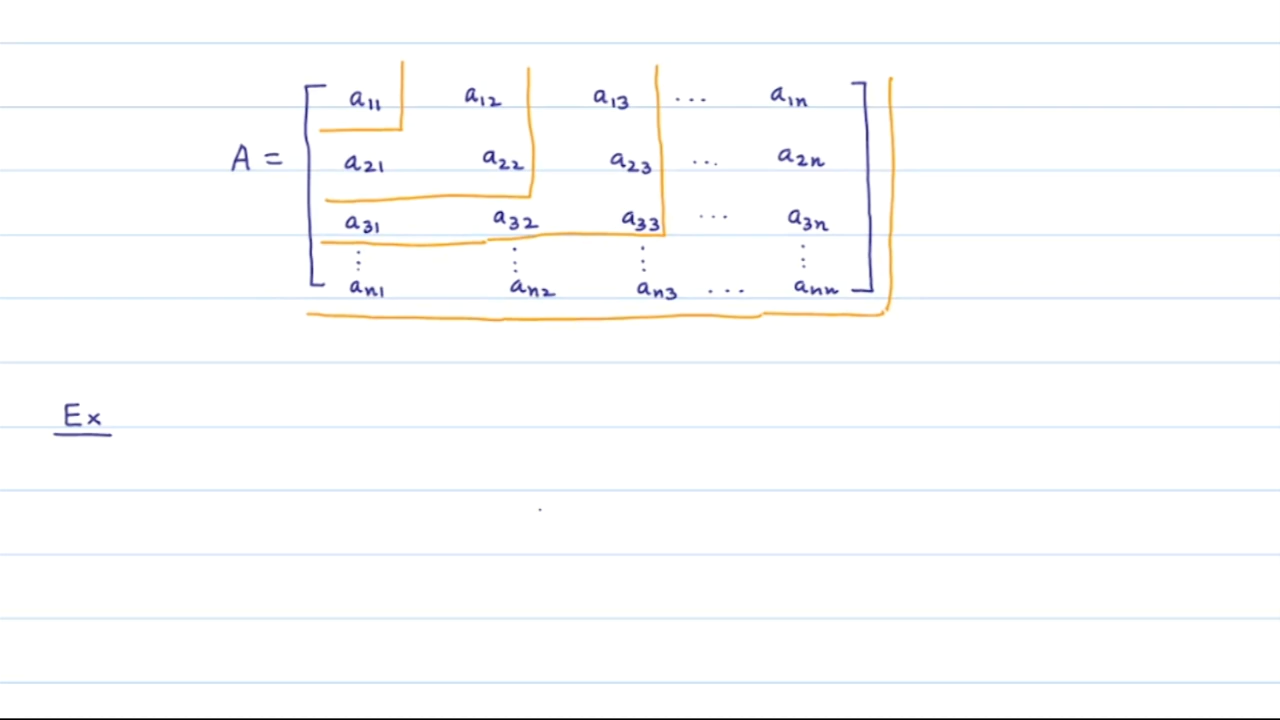 a₁₁ a₁₂ a₁₃ ... a₁ₙ
A = a₂₁ a₂₂ a₂₃ ... a₂ₙ
a₃₁ a₃₂ a₃₃ ... a₃ₙ
⋮ ⋮ ⋮ ⋮
aₙ₁ aₙ₂ aₙ₃ ... aₙₙ
Ex